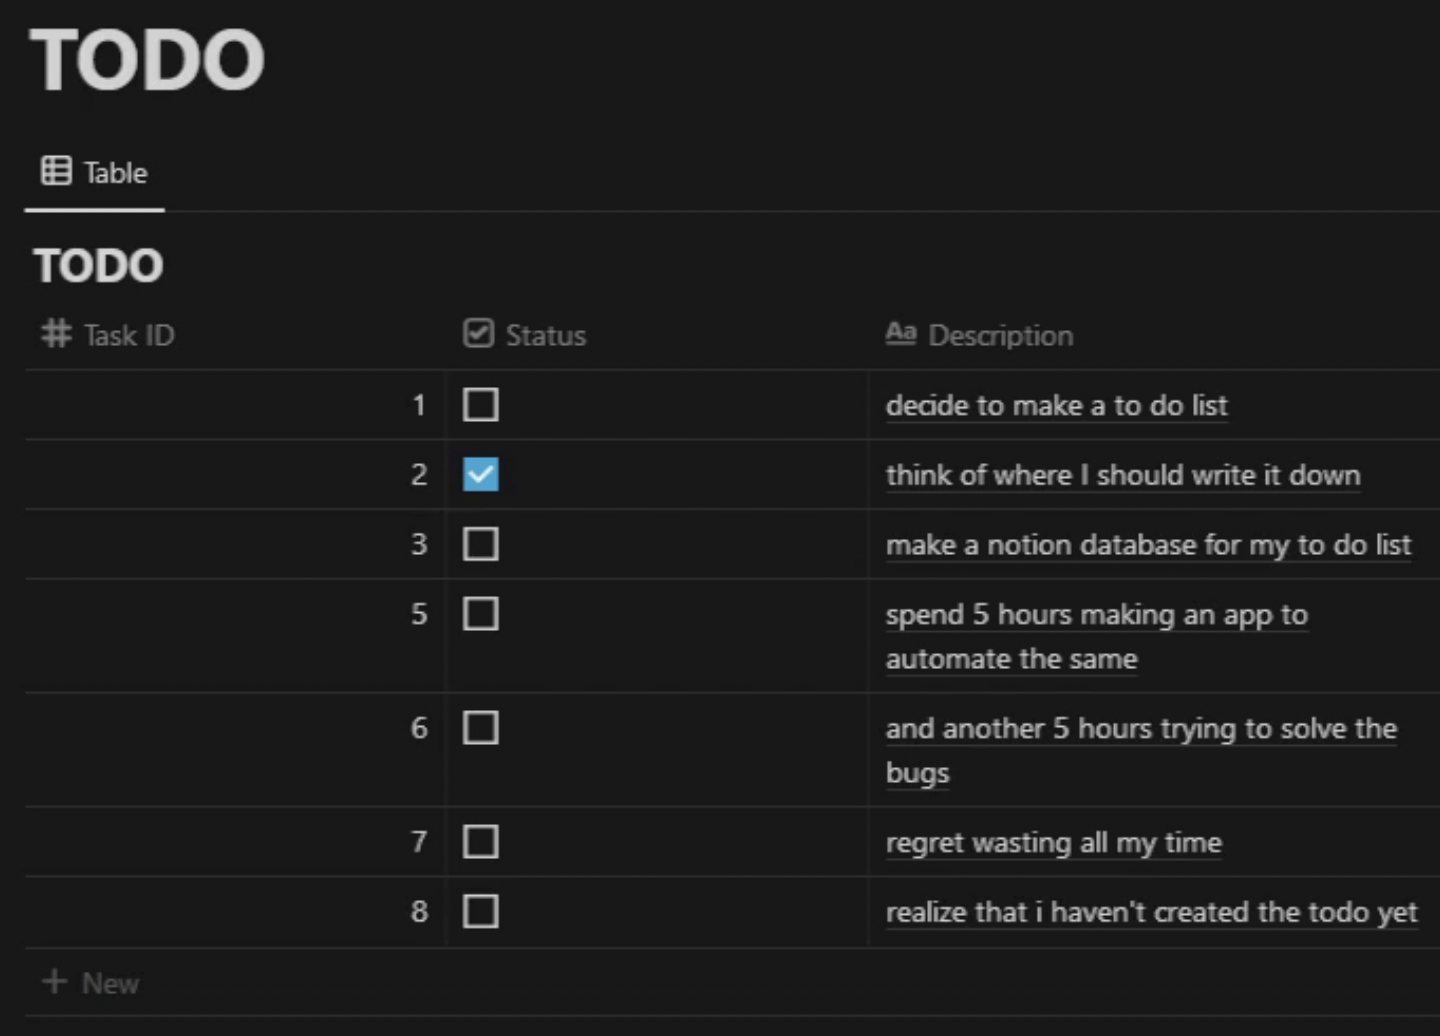 TODO
Table
TODO
Task ID Status Aa Description
1 decide to make a to do list
2 think of where I should write it down
3 make a notion database for my to do list
5 spend 5 hours making an app to
automate the same
6 and another 5 hours trying to solve the
bugs
7 regret wasting all my time
8 realize that i haven't created the todo yet
+ New